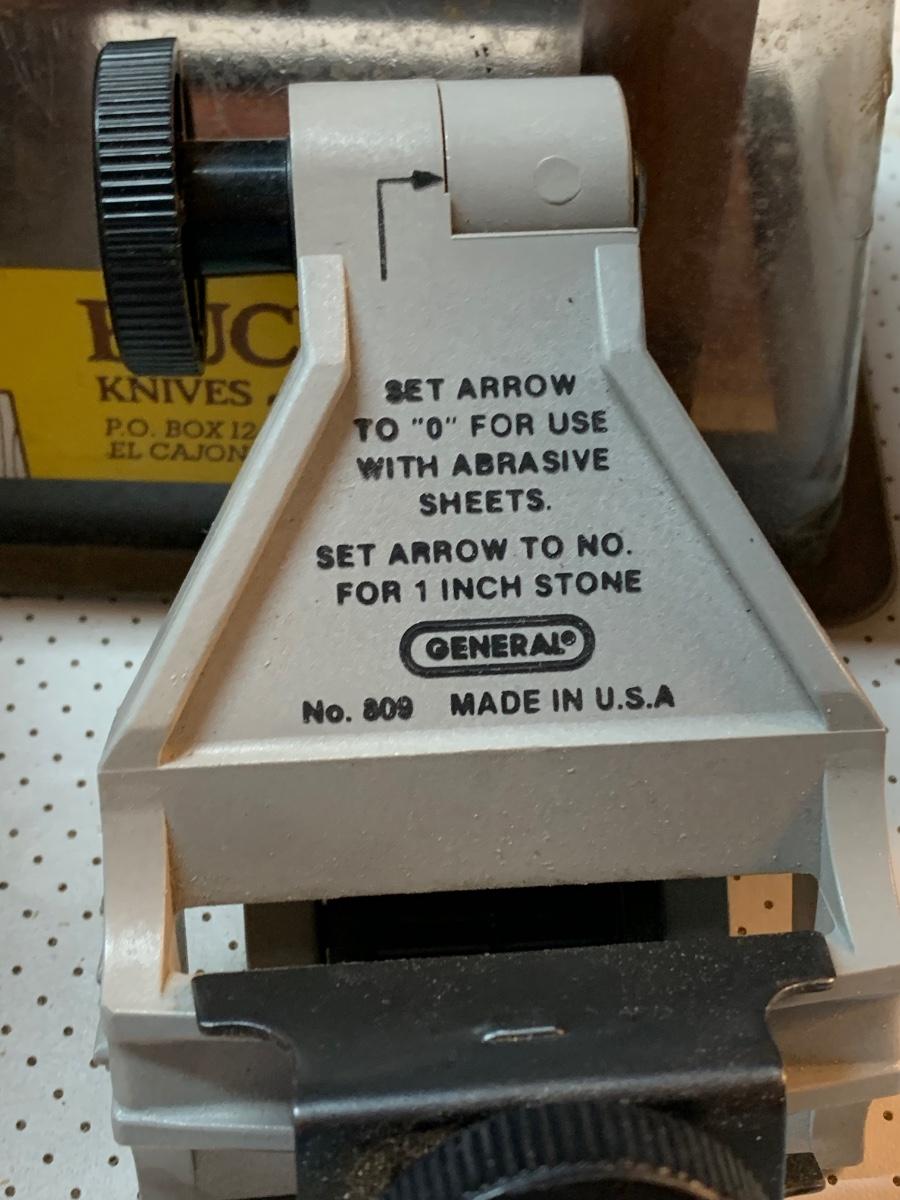 KNIVES
P.O. BOX 12
EL CAJON
SET ARROW
TO "0" FOR USE
WITH ABRASIVE
SHEETS.
SET ARROW TO NO.
FOR 1 INCH STONE
GENERAL®
No. 809 MADE IN U.S.A